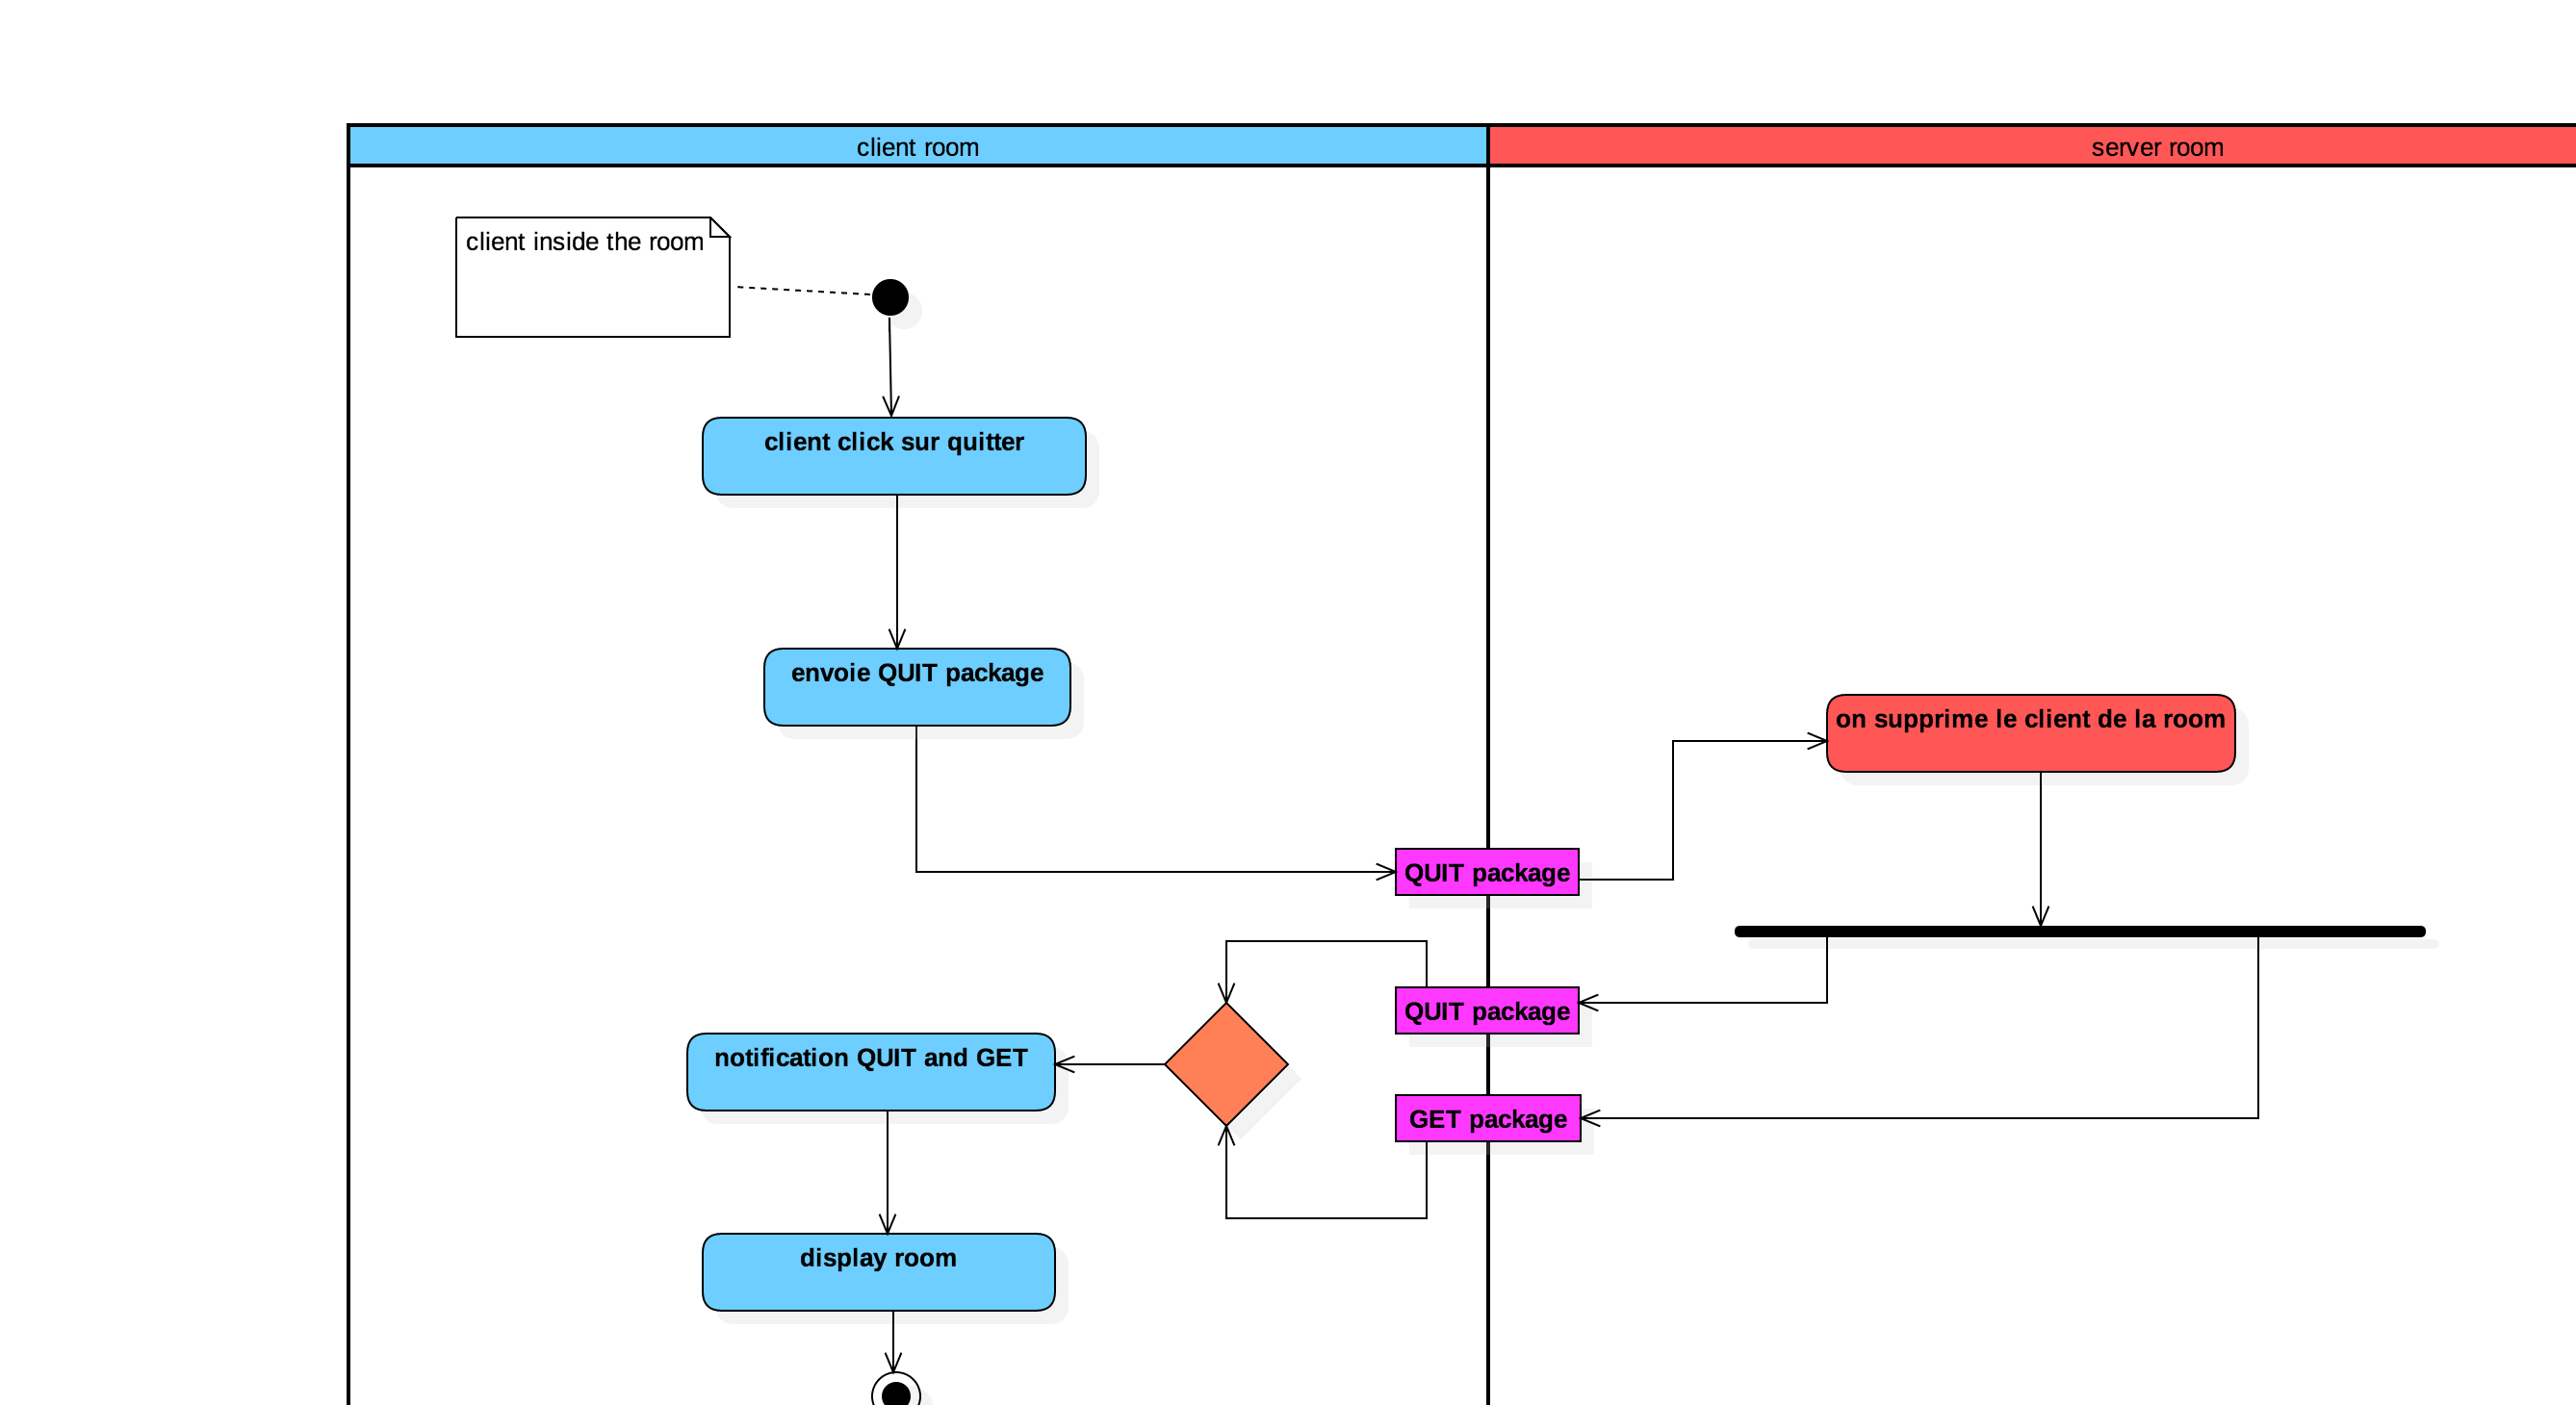 client room
server room
client inside the room
client click sur quitter
envoie QUIT package
on supprime le client de la room
QUIT package
QUIT package
notification QUIT and GET
GET package
display room